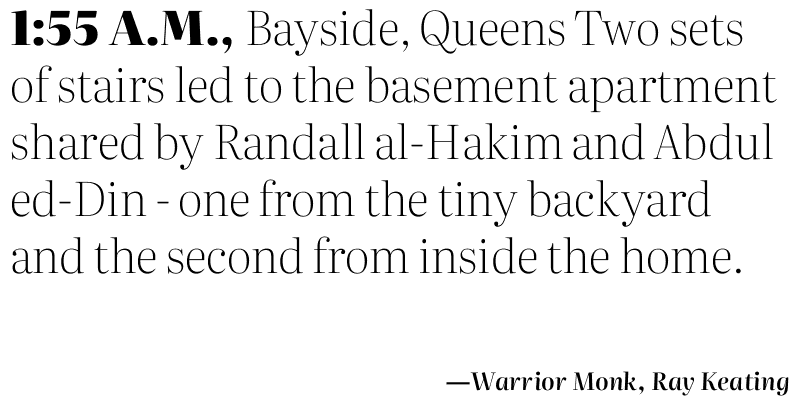 1:55 A.M., Bayside, Queens Two sets
of stairs led to the basement apartment
shared by Randall al-Hakim and Abdul
ed-Din - one from the tiny backyard
and the second from inside the home.
—Warrior Monk, Ray Keating